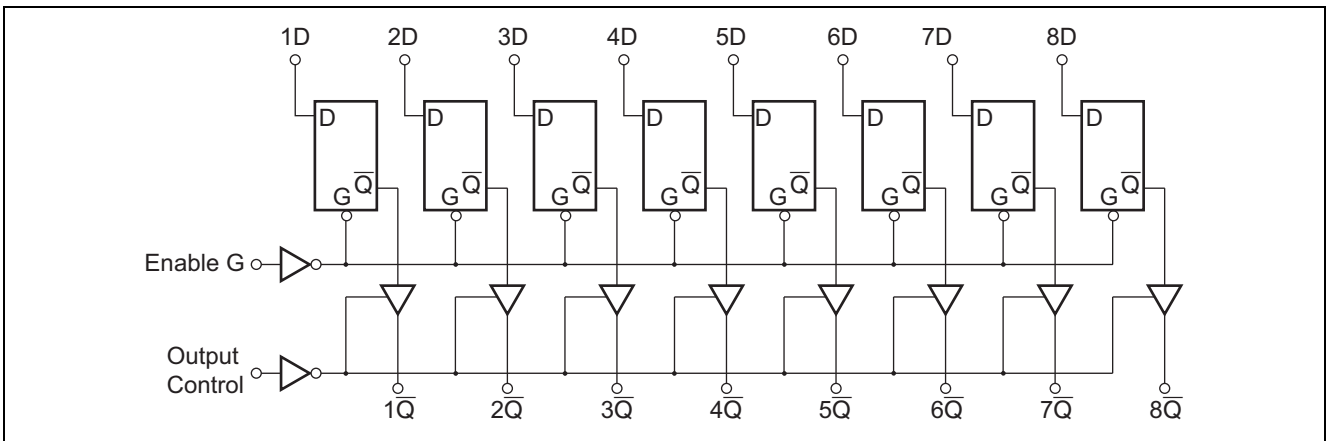 1D 2D 3D 4D 5D 6D 7D 8D
D D D D D D D D
Q̅ Q̅ Q̅ Q̅ Q̅ Q̅ Q̅ Q̅
G G G G G G G G
Enable G
Output
Control
1Q̅ 2Q̅ 3Q̅ 4Q̅ 5Q̅ 6Q̅ 7Q̅ 8Q̅